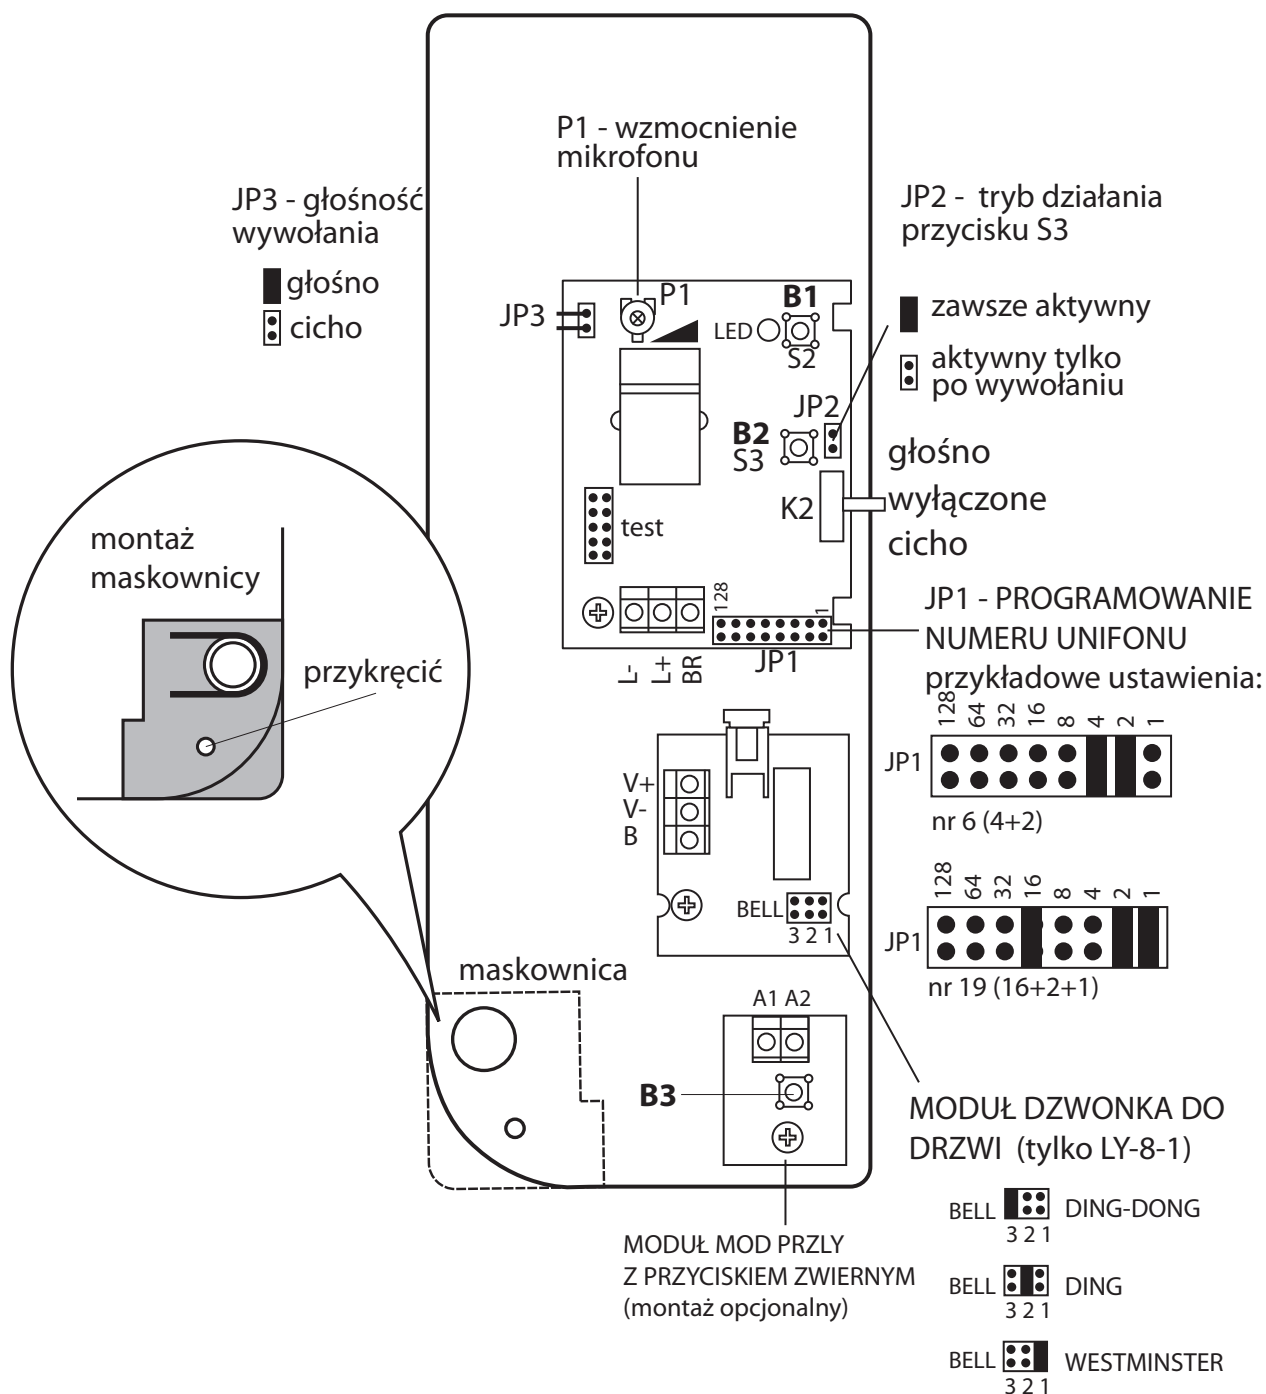 P1 - wzmocnienie
mikrofonu
JP3 - głośność
wywołania
głośno
cicho
JP2 - tryb działania
przycisku S3
zawsze aktywny
aktywny tylko
po wywołaniu
JP3
P1
LED
B1
S2
JP2
B2
S3
K2
głośno
wyłączone
cicho
test
montaż
maskownicy
przykręcić
128
1
L-
L+
BR
JP1
JP1 - PROGRAMOWANIE
NUMERU UNIFONU
przykładowe ustawienia:
128 64 32 16 8 4 2 1
JP1
nr 6 (4+2)
128 64 32 16 8 4 2 1
JP1
nr 19 (16+2+1)
V+
V-
B
BELL
3 2 1
maskownica
A1 A2
B3
MODUŁ DZWONKA DO
DRZWI (tylko LY-8-1)
MODUŁ MOD PRZLY
Z PRZYCISKIEM ZWIERNYM
(montaż opcjonalny)
BELL DING-DONG
3 2 1
BELL DING
3 2 1
BELL WESTMINSTER
3 2 1